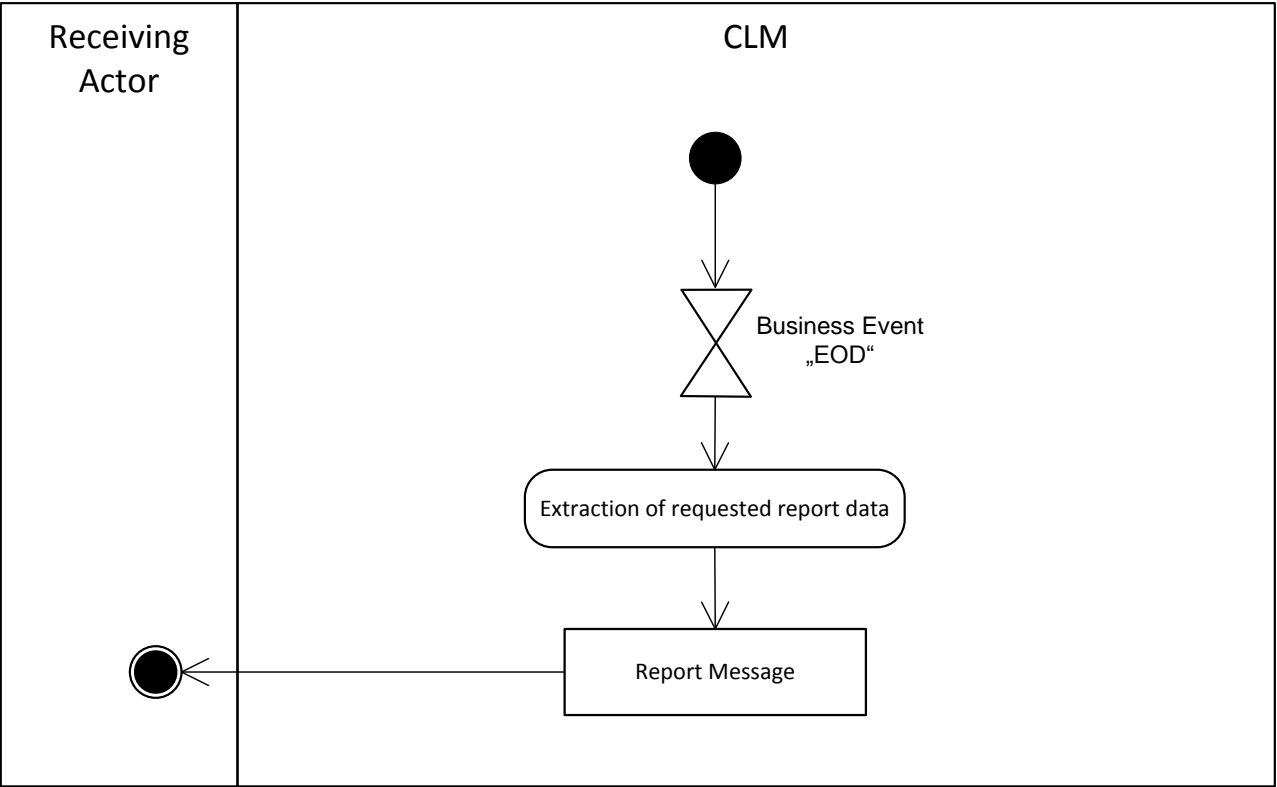 Receiving
Actor
CLM
Business Event
„EOD“
Extraction of requested report data
Report Message